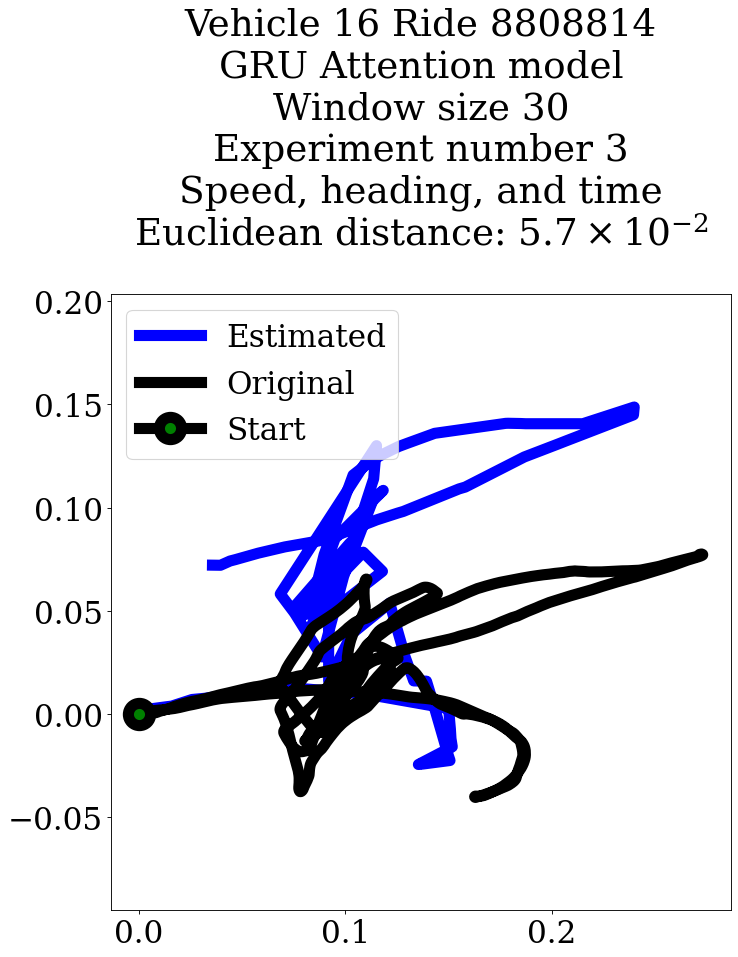 Vehicle 16 Ride 8808814
GRU Attention model
Window size 30
Experiment number 3
Speed, heading, and time
Euclidean distance: 5.7 × 10⁻²
Estimated
Original
Start
0.20
0.15
0.10
0.05
0.00
−0.05
0.0 0.1 0.2